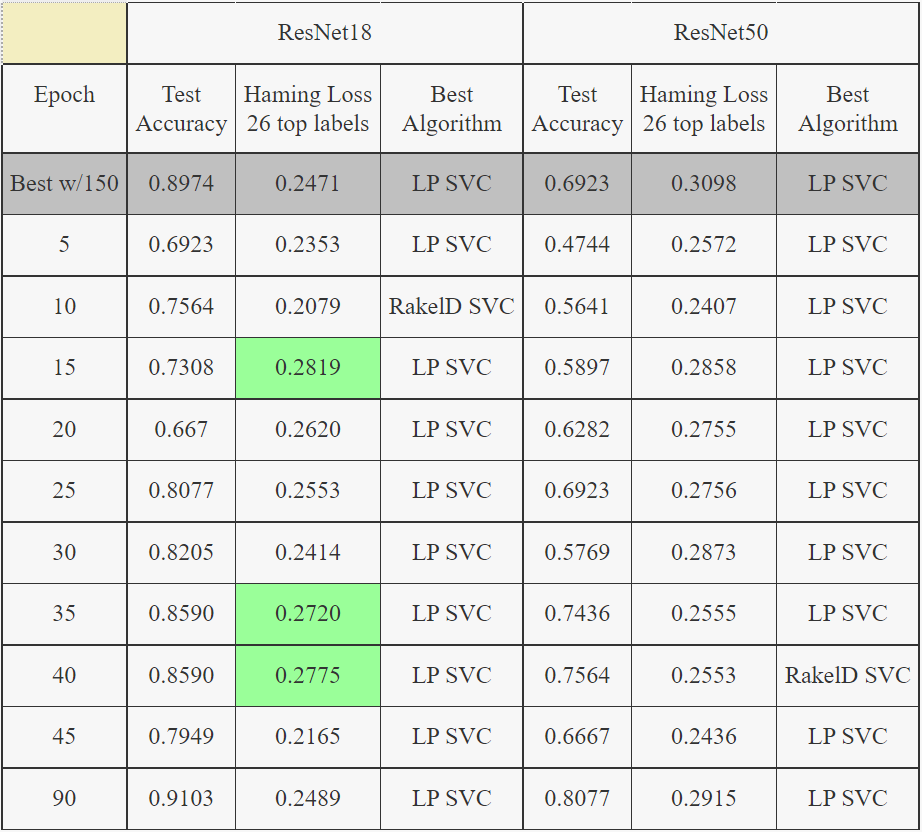 ResNet18 ResNet50
Epoch Test Accuracy Haming Loss 26 top labels Best Algorithm Test Accuracy Haming Loss 26 top labels Best Algorithm
Best w/150 0.8974 0.2471 LP SVC 0.6923 0.3098 LP SVC
5 0.6923 0.2353 LP SVC 0.4744 0.2572 LP SVC
10 0.7564 0.2079 RakelD SVC 0.5641 0.2407 LP SVC
15 0.7308 0.2819 LP SVC 0.5897 0.2858 LP SVC
20 0.667 0.2620 LP SVC 0.6282 0.2755 LP SVC
25 0.8077 0.2553 LP SVC 0.6923 0.2756 LP SVC
30 0.8205 0.2414 LP SVC 0.5769 0.2873 LP SVC
35 0.8590 0.2720 LP SVC 0.7436 0.2555 LP SVC
40 0.8590 0.2775 LP SVC 0.7564 0.2553 RakelD SVC
45 0.7949 0.2165 LP SVC 0.6667 0.2436 LP SVC
90 0.9103 0.2489 LP SVC 0.8077 0.2915 LP SVC